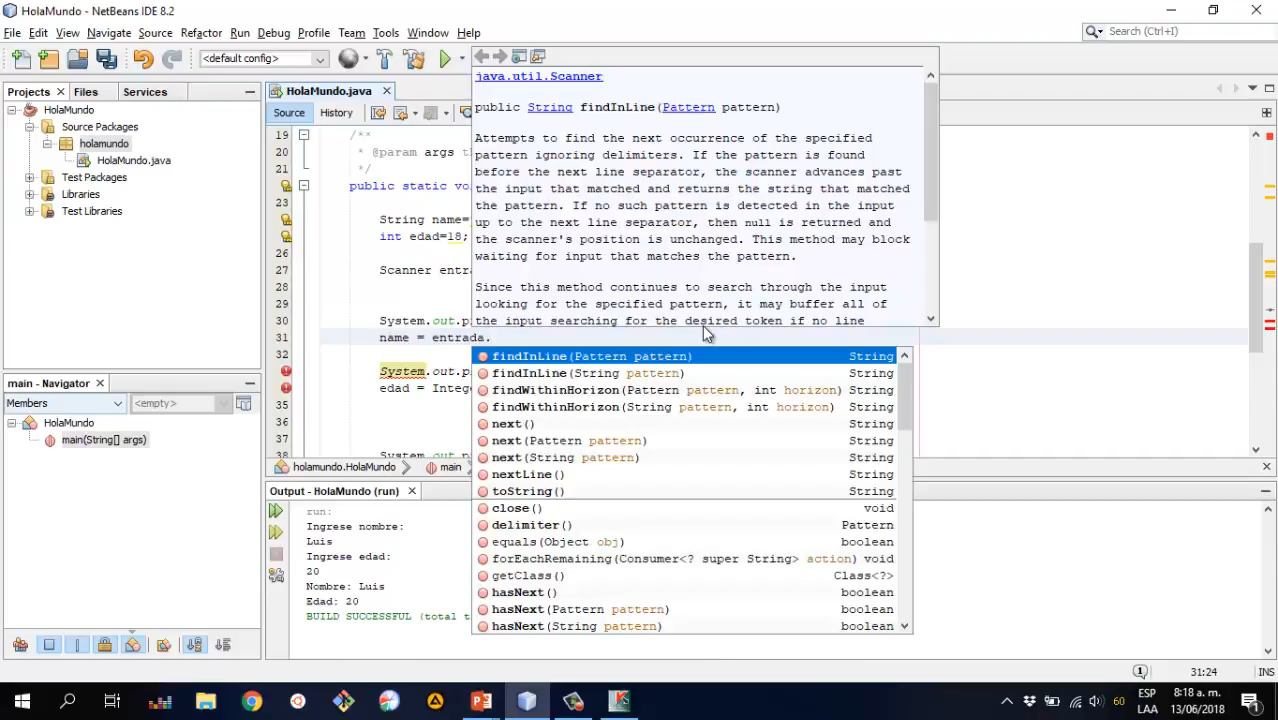 HolaMundo - NetBeans IDE 8.2
File Edit View Navigate Source Refactor Run Debug Profile Team Tools Window Help
Search (Ctrl+I)
<default config>
Projects Files Services
HolaMundo
Source Packages
holamundo
HolaMundo.java
Test Packages
Libraries
Test Libraries
main - Navigator
Members <empty>
HolaMundo
main(String[] args)
HolaMundo.java
Source History
19 /**
20 * @param args th
21 */
public static vo
23
String name=
int edad=18;
26
27 Scanner entra
28
29
30 System.out.p
31 name = entrada.
32
System.out.p
edad = Intege
35
36
37
38 System.out.p
java.util.Scanner
public String findInLine(Pattern pattern)
Attempts to find the next occurrence of the specified
pattern ignoring delimiters. If the pattern is found
before the next line separator, the scanner advances past
the input that matched and returns the string that matched
the pattern. If no such pattern is detected in the input
up to the next line separator, then null is returned and
the scanner's position is unchanged. This method may block
waiting for input that matches the pattern.
Since this method continues to search through the input
looking for the specified pattern, it may buffer all of
the input searching for the desired token if no line
findInLine(Pattern pattern) String
findInLine(String pattern) String
findWithinHorizon(Pattern pattern, int horizon) String
findWithinHorizon(String pattern, int horizon) String
next() String
next(Pattern pattern) String
next(String pattern) String
nextLine() String
toString() String
close() void
delimiter() Pattern
equals(Object obj) boolean
forEachRemaining(Consumer<? super String> action) void
getClass() Class<?>
hasNext() boolean
hasNext(Pattern pattern) boolean
hasNext(String pattern) boolean
holamundo.HolaMundo main
Output - HolaMundo (run)
run:
Ingrese nombre:
Luis
Ingrese edad:
20
Nombre: Luis
Edad: 20
BUILD SUCCESSFUL (total t
1 31:24 INS
60 ESP 8:18 a. m.
LAA 13/06/2018 1